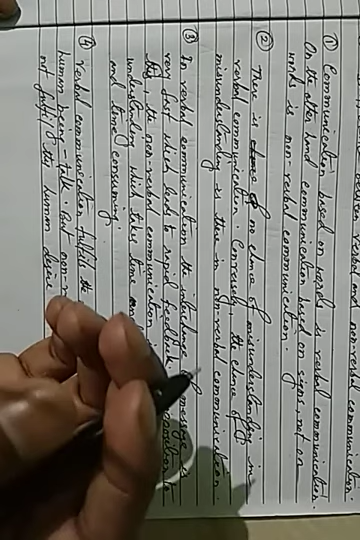 between verbal and non-verbal communication
① Communication based on words is verbal communication.
On the other hand communication based on signs, not on
words is non-verbal communication.
② There is no chance of misunderstanding in
verbal communication. Conversely, the chance of
misunderstanding is there in non-verbal communication.
③ In verbal communication the interchange of message is
very fast which leads to rapid feedback. opposition to
this, the non-verbal communication
understanding which takes time
and time consuming.
④ Verbal communication fulfills the
human being - talk. But non-
not fulfill the human desire